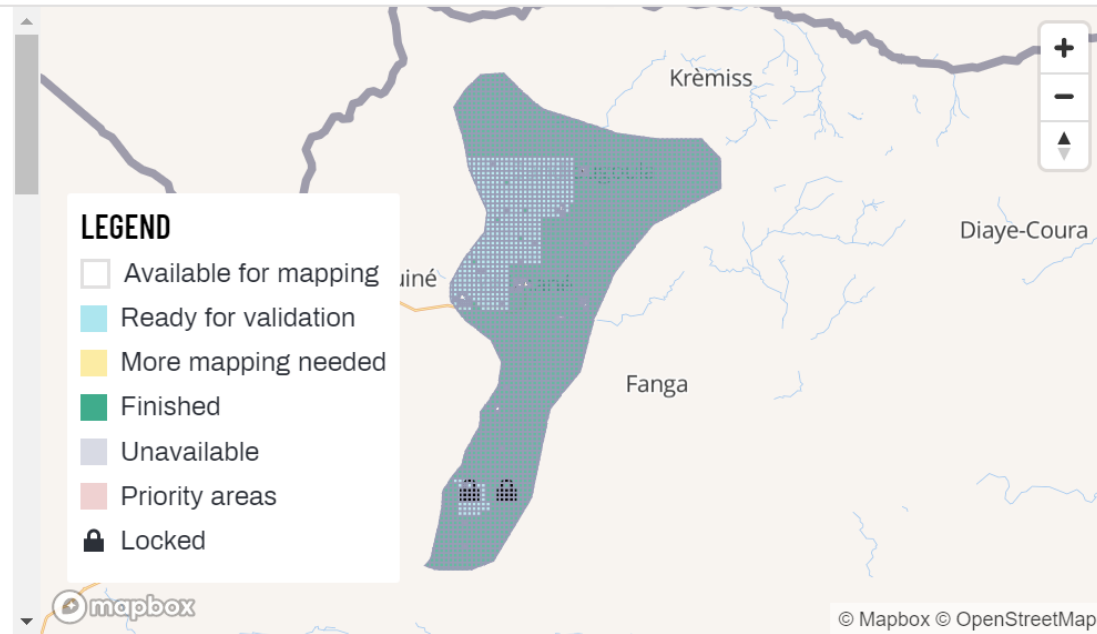 Krèmiss
Diaye-Coura
Fanga
LEGEND
Available for mapping
Ready for validation
More mapping needed
Finished
Unavailable
Priority areas
Locked
mapbox
© Mapbox © OpenStreetMap